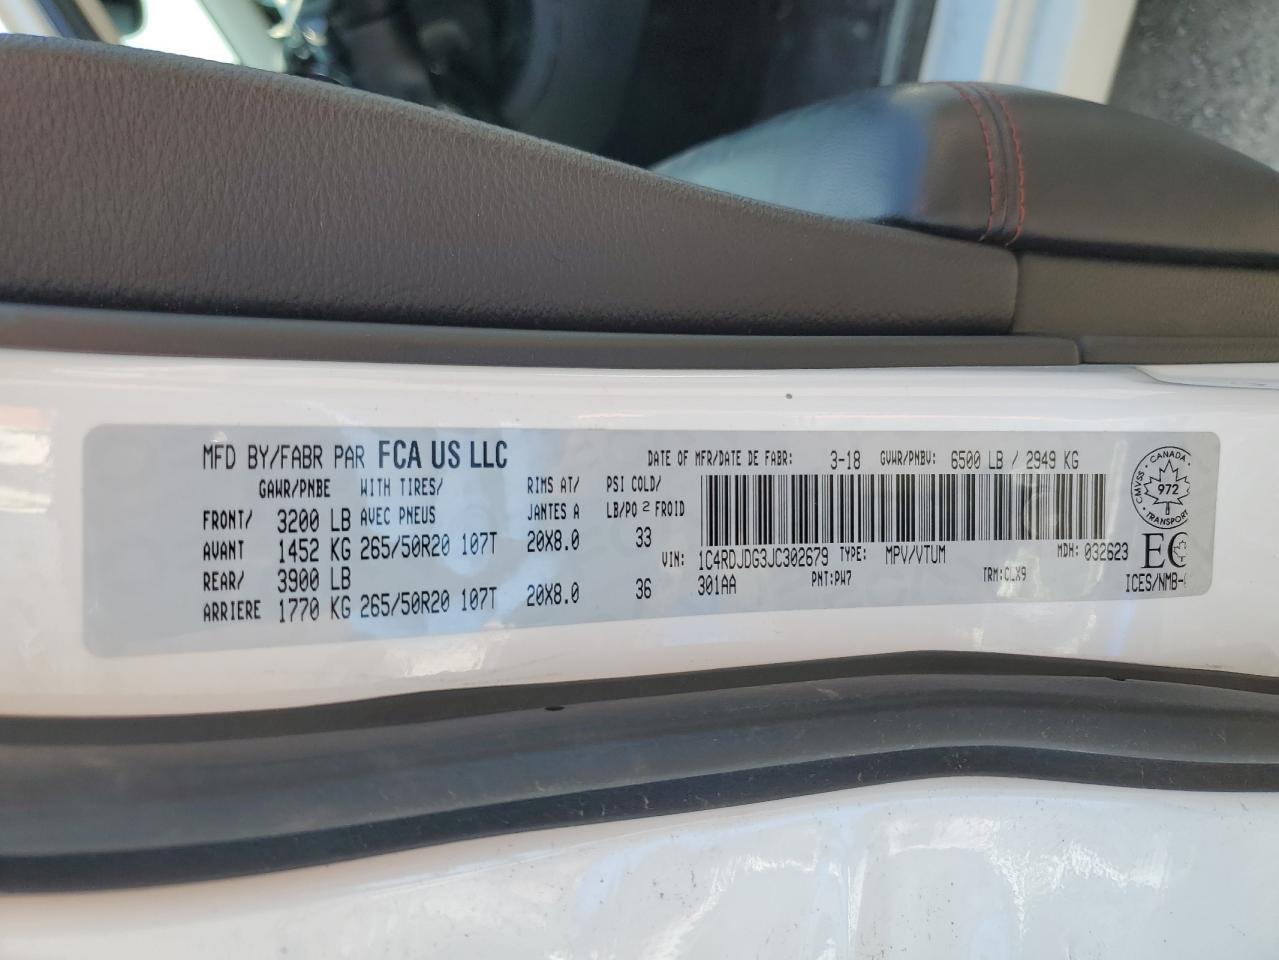 MFD BY/FABR PAR FCA US LLC
DATE OF MFR/DATE DE FABR: 3-18 GVWR/PNBV: 6500 LB / 2949 KG
GAWR/PNBE WITH TIRES/ RIMS AT/ PSI COLD/
AVEC PNEUS JANTES A LB/PO 2 FROID
FRONT/ 3200 LB
AVANT 1452 KG 265/50R20 107T 20X8.0 33
REAR/ 3900 LB
ARRIERE 1770 KG 265/50R20 107T 20X8.0 36
VIN: 1C4RDJDG3JC302679 TYPE: MPV/VTUM MDH: 032623
301AA PNT:PW7 TRM:CLX9
CMVSS CANADA
972
TRANSPORT
EC
ICES/NMB-